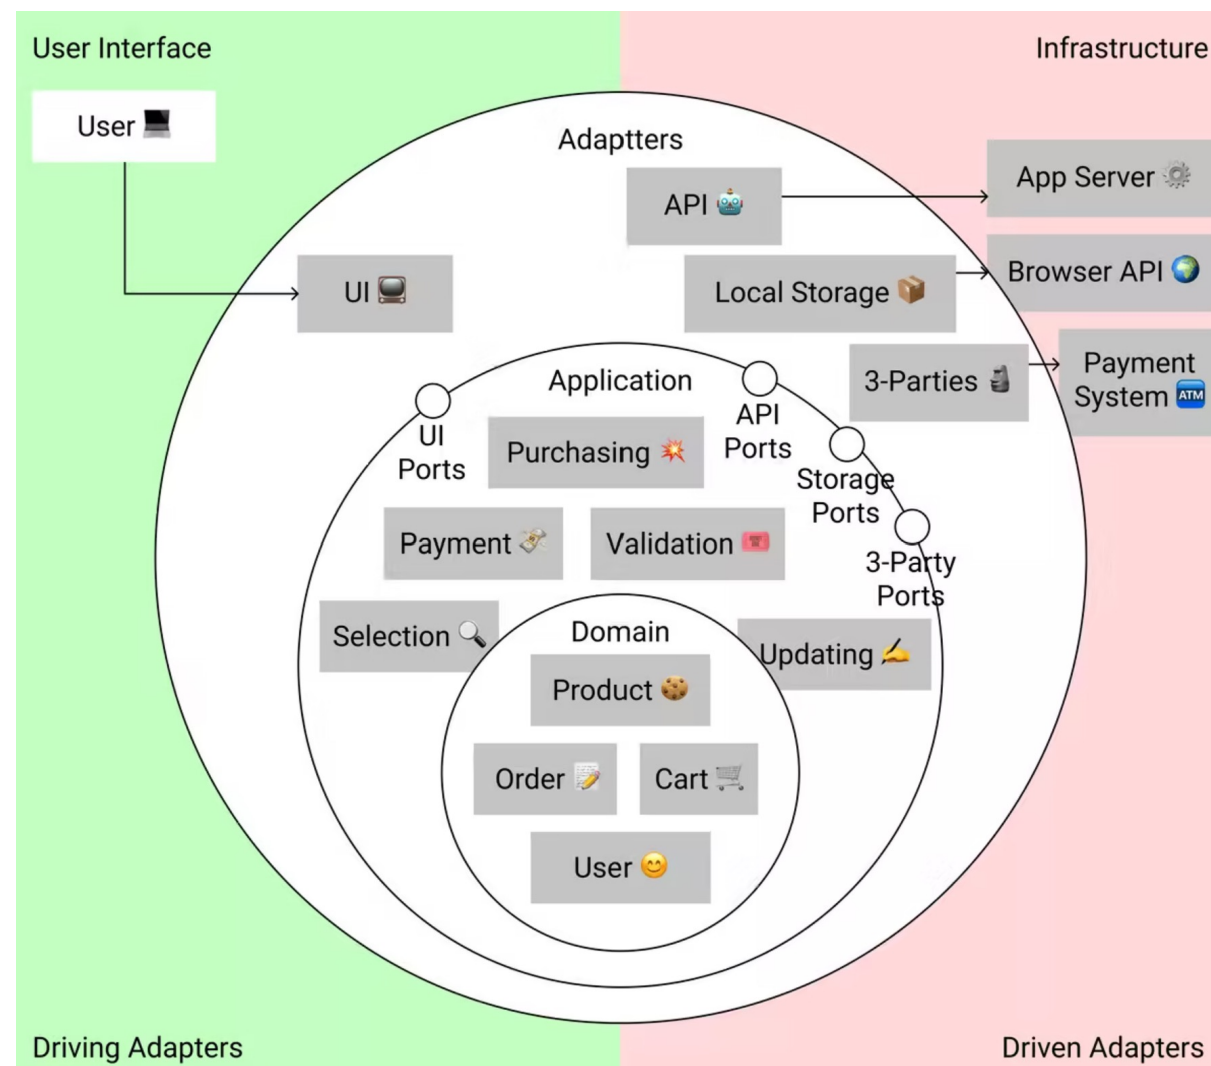 User Interface
Infrastructure
User
Adaptters
API
App Server
UI
Local Storage
Browser API
3-Parties
Payment
System
ATM
Application
UI
Ports
API
Ports
Purchasing
Storage
Ports
Payment
Validation
3-Party
Ports
Selection
Domain
Updating
Product
Order
Cart
User
Driving Adapters
Driven Adapters